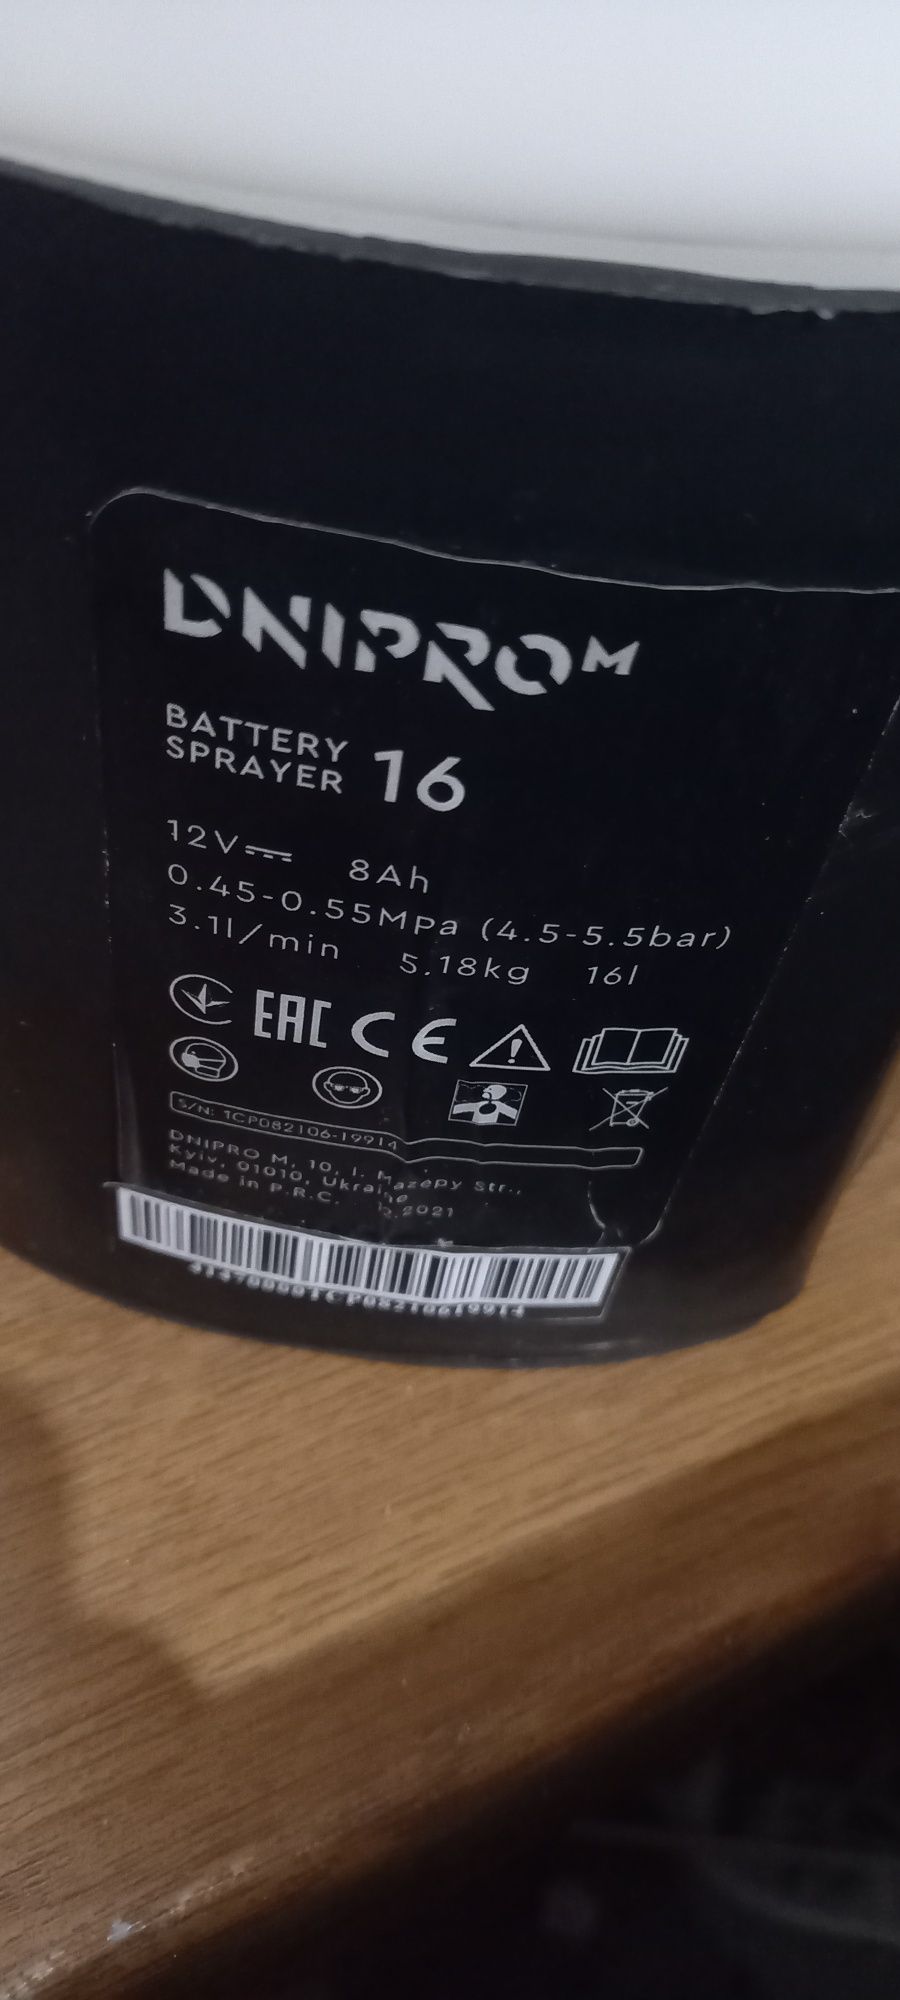 DNIPRO M
BATTERY
SPRAYER 16
12V 8Ah
0.45-0.55MPa (4.5-5.5bar)
3.1l/min 5.18kg 16l
EAC CE
S/N: 1CP082106-19914
DNIPRO M, 10, I. Mazepy Str.,
Kyiv, 01010, Ukraine
Made in P.R.C. .2021